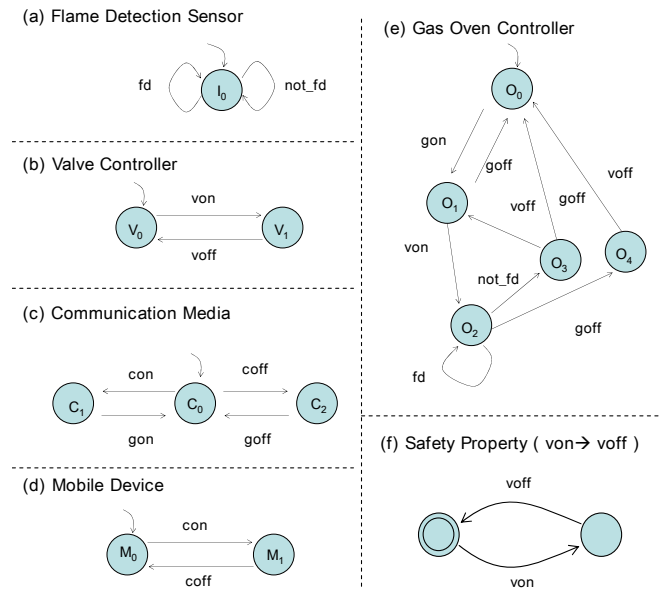 (a) Flame Detection Sensor
fd
I0
not_fd
(b) Valve Controller
von
V0
V1
voff
(c) Communication Media
con
coff
C1
C0
C2
gon
goff
(d) Mobile Device
con
M0
M1
coff
(e) Gas Oven Controller
O0
gon
goff
voff
O1
voff
goff
von
O3
O4
not_fd
O2
goff
fd
(f) Safety Property ( von→ voff )
voff
von